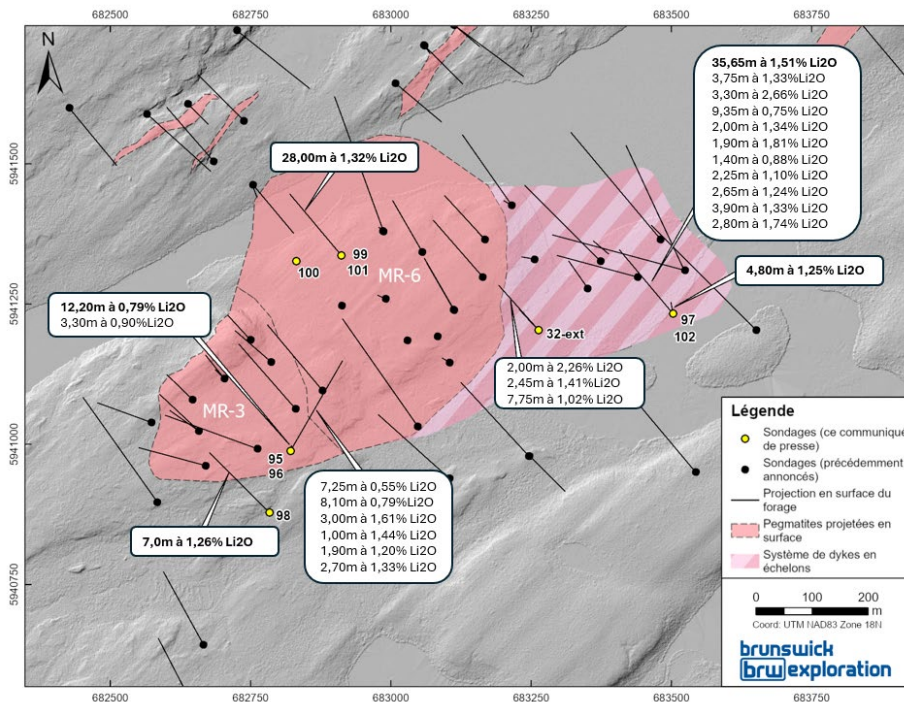 682500
682750
683000
683250
683500
683750
N
5941500
5941250
5941000
5940750
35,65m à 1,51% Li2O
3,75m à 1,33%Li2O
3,30m à 2,66% Li2O
9,35m à 0,75% Li2O
2,00m à 1,34% Li2O
1,90m à 1,81% Li2O
1,40m à 0,88% Li2O
2,25m à 1,10% Li2O
2,65m à 1,24% Li2O
3,90m à 1,33% Li2O
2,80m à 1,74% Li2O
28,00m à 1,32% Li2O
99
100
101
MR-6
4,80m à 1,25% Li2O
12,20m à 0,79% Li2O
3,30m à 0,90%Li2O
97
102
32-ext
2,00m à 2,26% Li2O
2,45m à 1,41%Li2O
7,75m à 1,02% Li2O
MR-3
95
96
7,25m à 0,55% Li2O
8,10m à 0,79%Li2O
3,00m à 1,61% Li2O
1,00m à 1,44% Li2O
1,90m à 1,20% Li2O
2,70m à 1,33% Li2O
98
7,0m à 1,26% Li2O
Légende
Sondages (ce communiqué
de presse)
Sondages (précédemment
annoncés)
Projection en surface du
forage
Pegmatites projetées en
surface
Système de dykes en
échelons
0 100 200
m
Coord: UTM NAD83 Zone 18N
brunswick
brw exploration
682500
682750
683000
683250
683500
683750